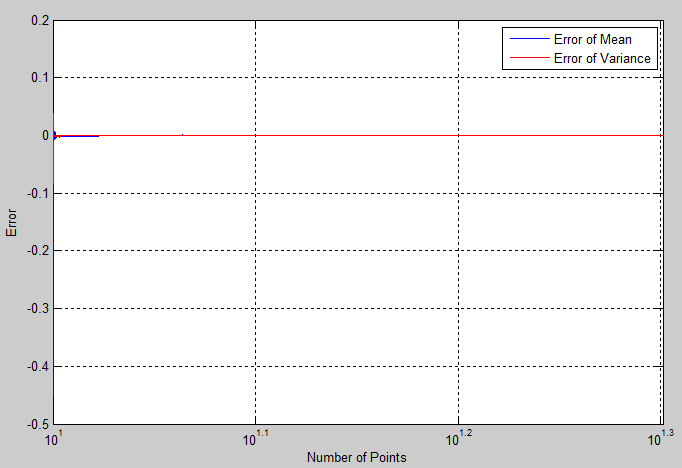 0.2
Error of Mean
Error of Variance
0.1
0
-0.1
-0.2
-0.3
-0.4
-0.5
Error
10^1 10^1.1 10^1.2 10^1.3
Number of Points